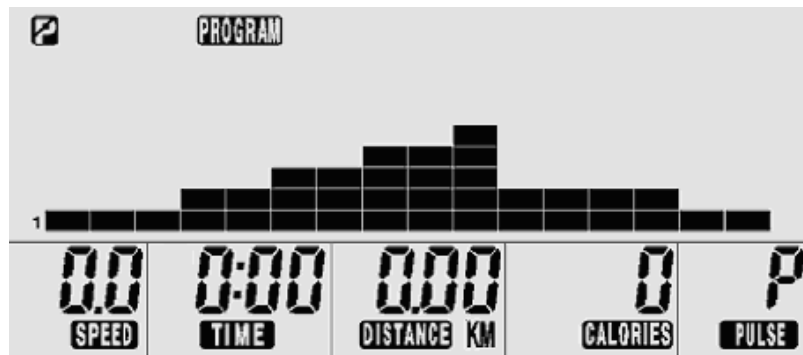 PROGRAM
1
0.0 0:00 0.00 0 P
SPEED TIME DISTANCE KM CALORIES PULSE